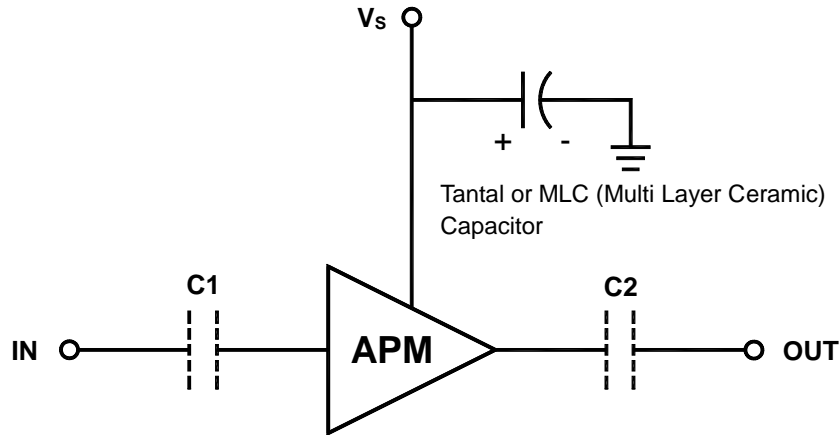 Vs
+ -
Tantal or MLC (Multi Layer Ceramic)
Capacitor
C1
C2
IN
APM
OUT